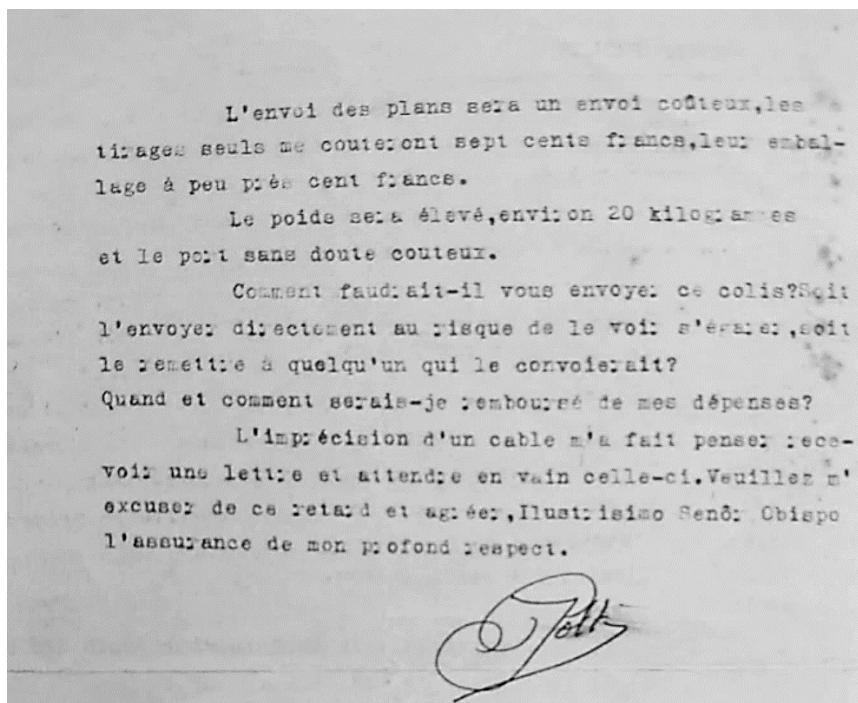 L'envoi des plans sera un envoi coûteux,les
tirages seuls me couteront sept cents francs,leur embal-
lage à peu près cent francs.
Le poids sera élevé,environ 20 kilogrammes
et le port sans doute couteux.
Comment faudrait-il vous envoyer ce colis?Soit
l'envoyer directement au risque de le voir s'égarer,soit
le remettre à quelqu'un qui le convoierait?
Quand et comment serais-je remboursé de mes dépenses?
L'imprécision d'un cable m'a fait penser rece-
voir une lettre et attendre en vain celle-ci.Veuillez m'
excuser de ce retard et agréer,Ilustrisimo Senôr Obispo
l'assurance de mon profond respect.